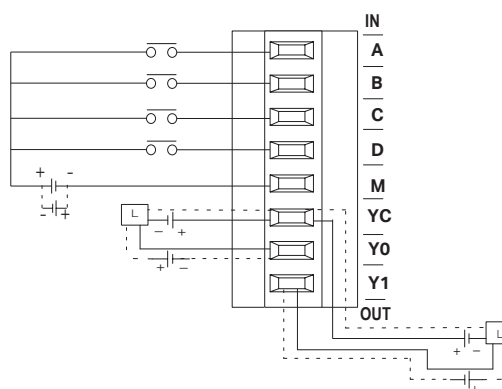 IN
A
B
C
D
+ -
- +
M
L
YC
- +
Y0
+ -
Y1
OUT
L
+ -
+ -